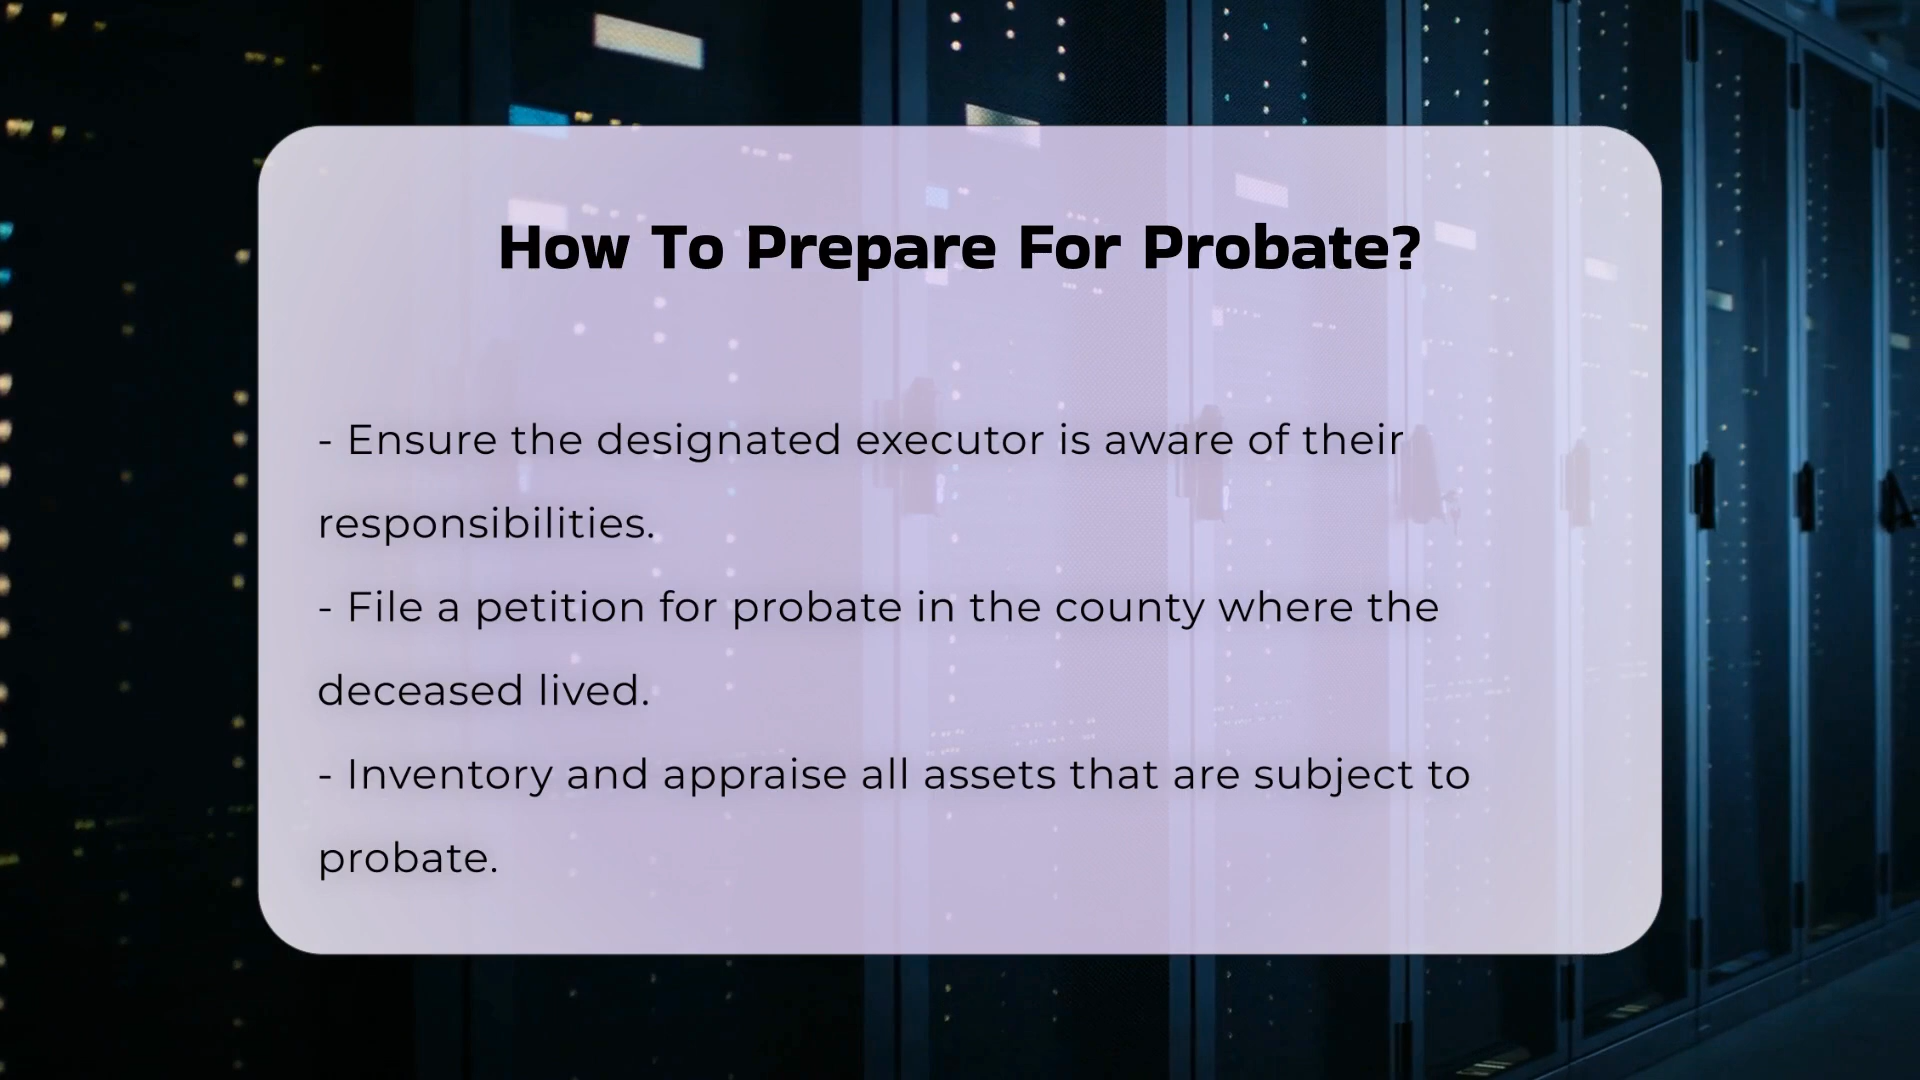 How To Prepare For Probate?
- Ensure the designated executor is aware of their
responsibilities.
- File a petition for probate in the county where the
deceased lived.
- Inventory and appraise all assets that are subject to
probate.